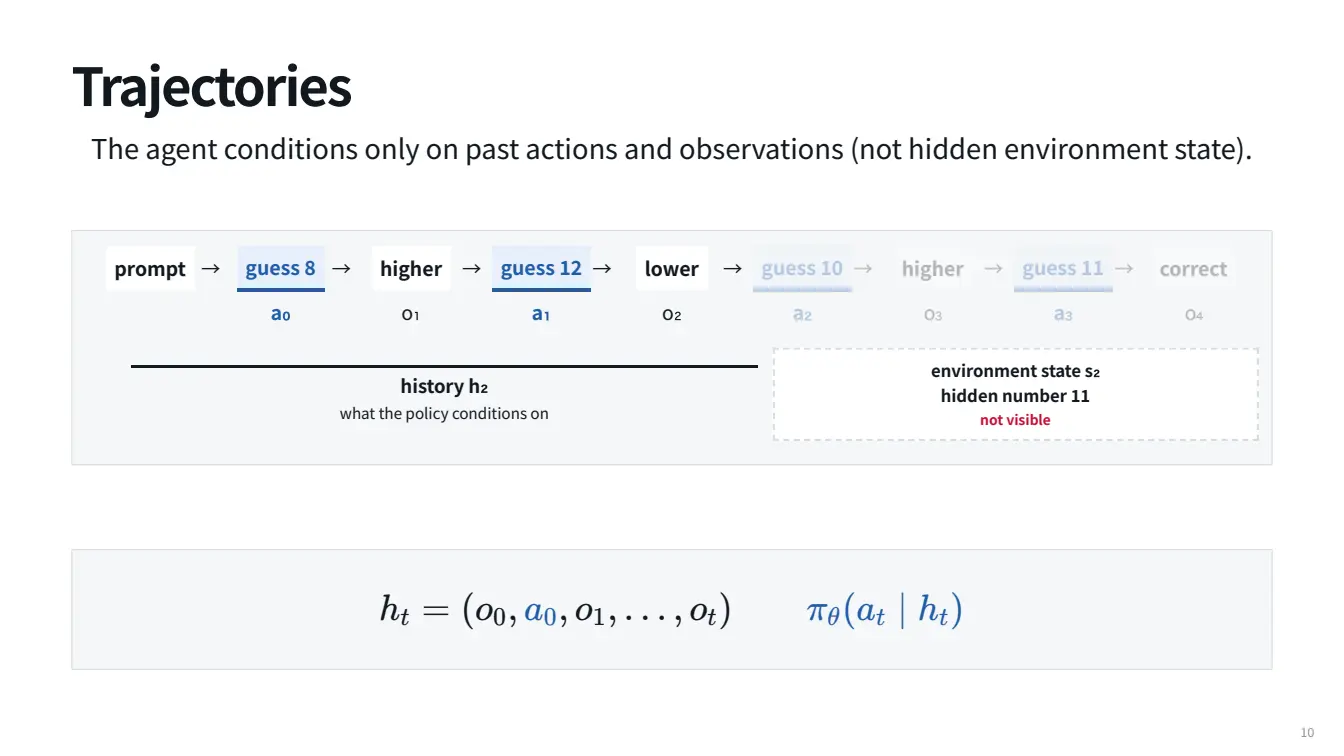 Trajectories
The agent conditions only on past actions and observations (not hidden environment state).
prompt → guess 8 → higher → guess 12 → lower → guess 10 → higher → guess 11 → correct
a₀ o₁ a₁ o₂ a₂ o₃ a₃ o₄
history h₂
what the policy conditions on
environment state s₂
hidden number 11
not visible
hₜ = (o₀, a₀, o₁, . . . , oₜ) π_θ(aₜ | hₜ)
10